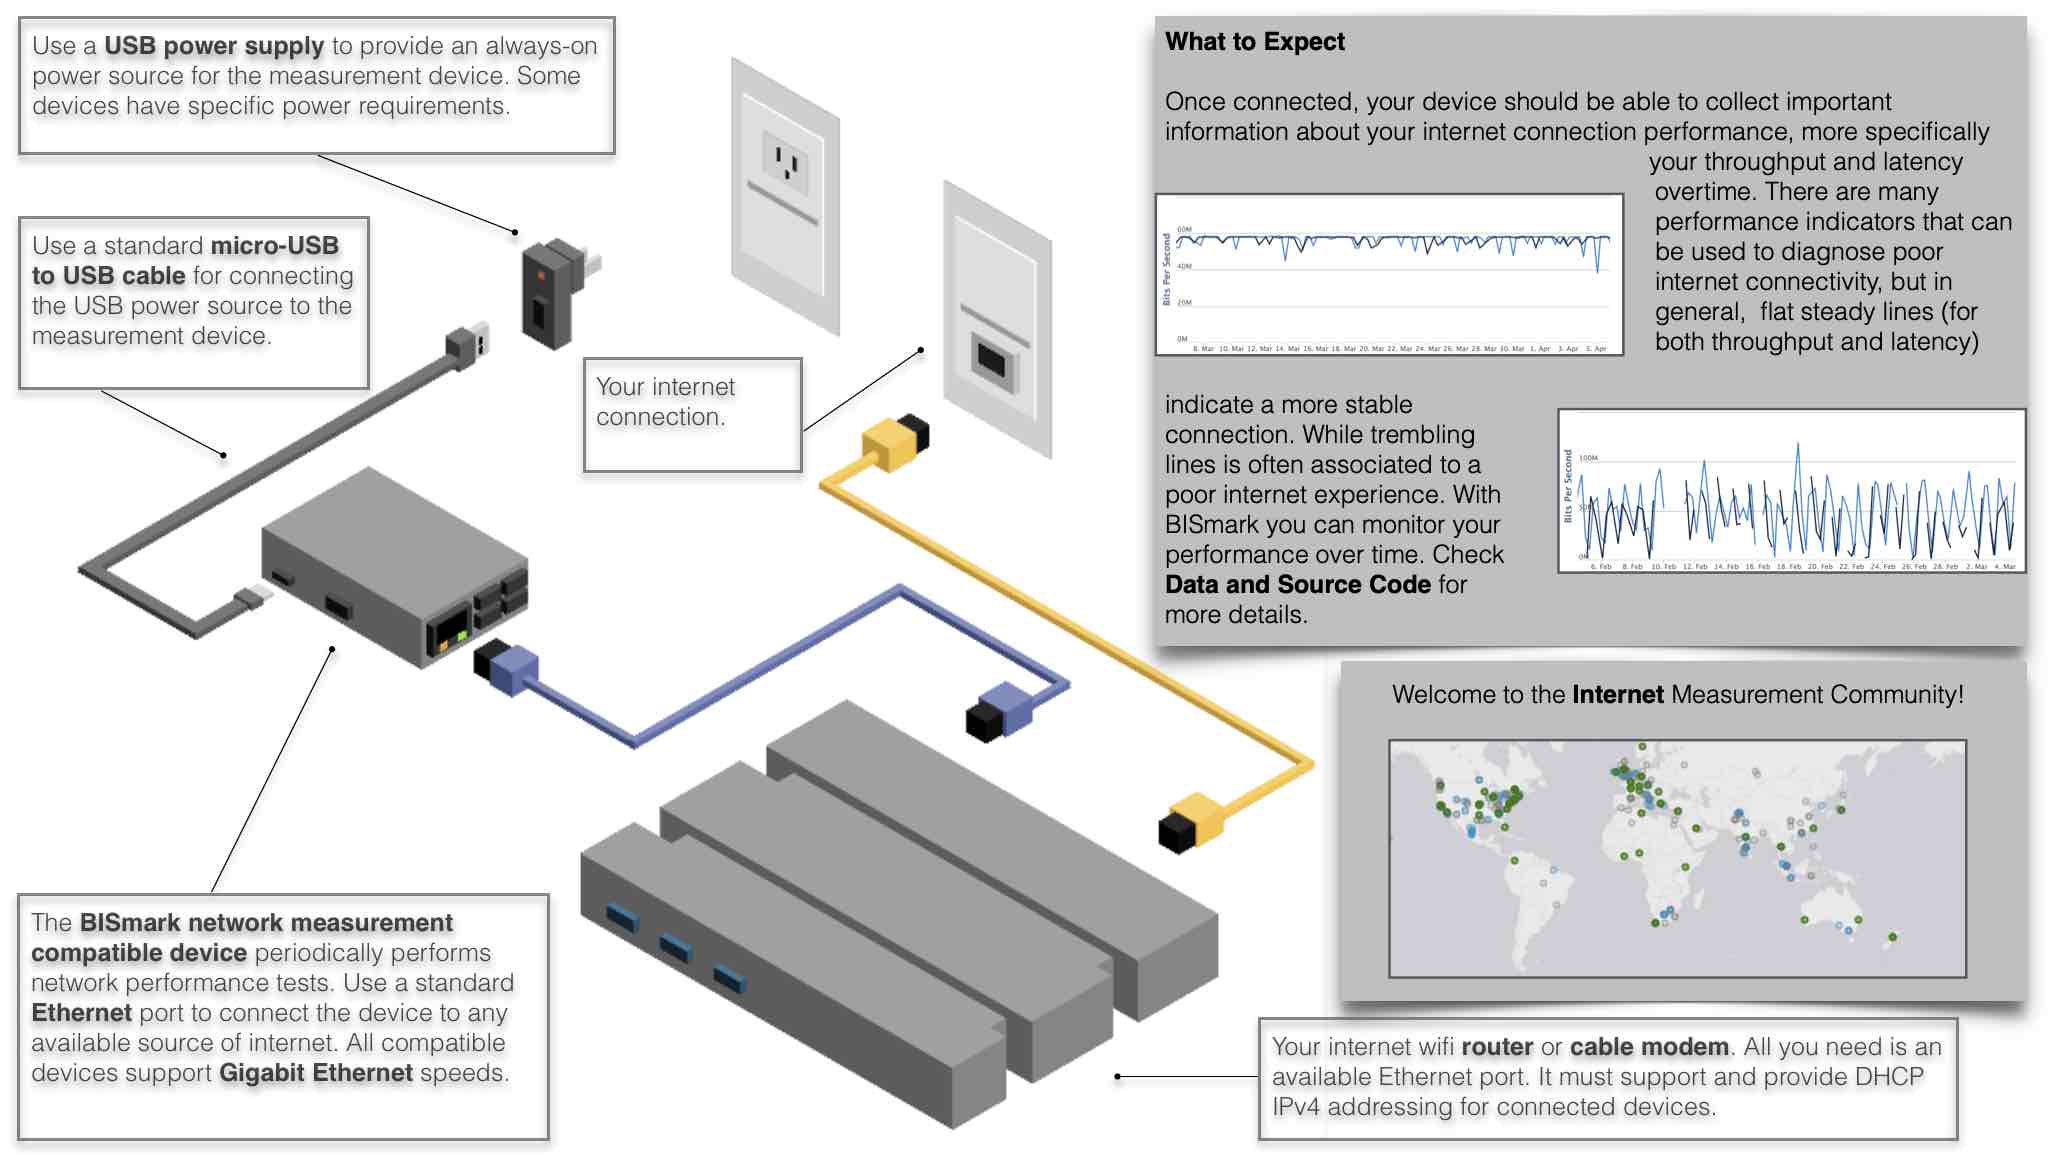 Use a USB power supply to provide an always-on
power source for the measurement device. Some
devices have specific power requirements.
Use a standard micro-USB
to USB cable for connecting
the USB power source to the
measurement device.
Your internet
connection.
The BISmark network measurement
compatible device periodically performs
network performance tests. Use a standard
Ethernet port to connect the device to any
available source of internet. All compatible
devices support Gigabit Ethernet speeds.
What to Expect
Once connected, your device should be able to collect important
information about your internet connection performance, more specifically
your throughput and latency
overtime. There are many
performance indicators that can
be used to diagnose poor
internet connectivity, but in
general, flat steady lines (for
both throughput and latency)
Bits Per Second
60M
40M
20M
0M
8. Mar 10. Mar 12. Mar 14. Mar 16. Mar 18. Mar 20. Mar 22. Mar 24. Mar 26. Mar 28. Mar 30. Mar 1. Apr 3. Apr 5. Apr
indicate a more stable
connection. While trembling
lines is often associated to a
poor internet experience. With
BISmark you can monitor your
performance over time. Check
Data and Source Code for
more details.
Bits Per Second
100M
50M
0M
6. Feb 8. Feb 10. Feb 12. Feb 14. Feb 16. Feb 18. Feb 20. Feb 22. Feb 24. Feb 26. Feb 28. Feb 2. Mar 4. Mar
Welcome to the Internet Measurement Community!
Your internet wifi router or cable modem. All you need is an
available Ethernet port. It must support and provide DHCP
IPv4 addressing for connected devices.